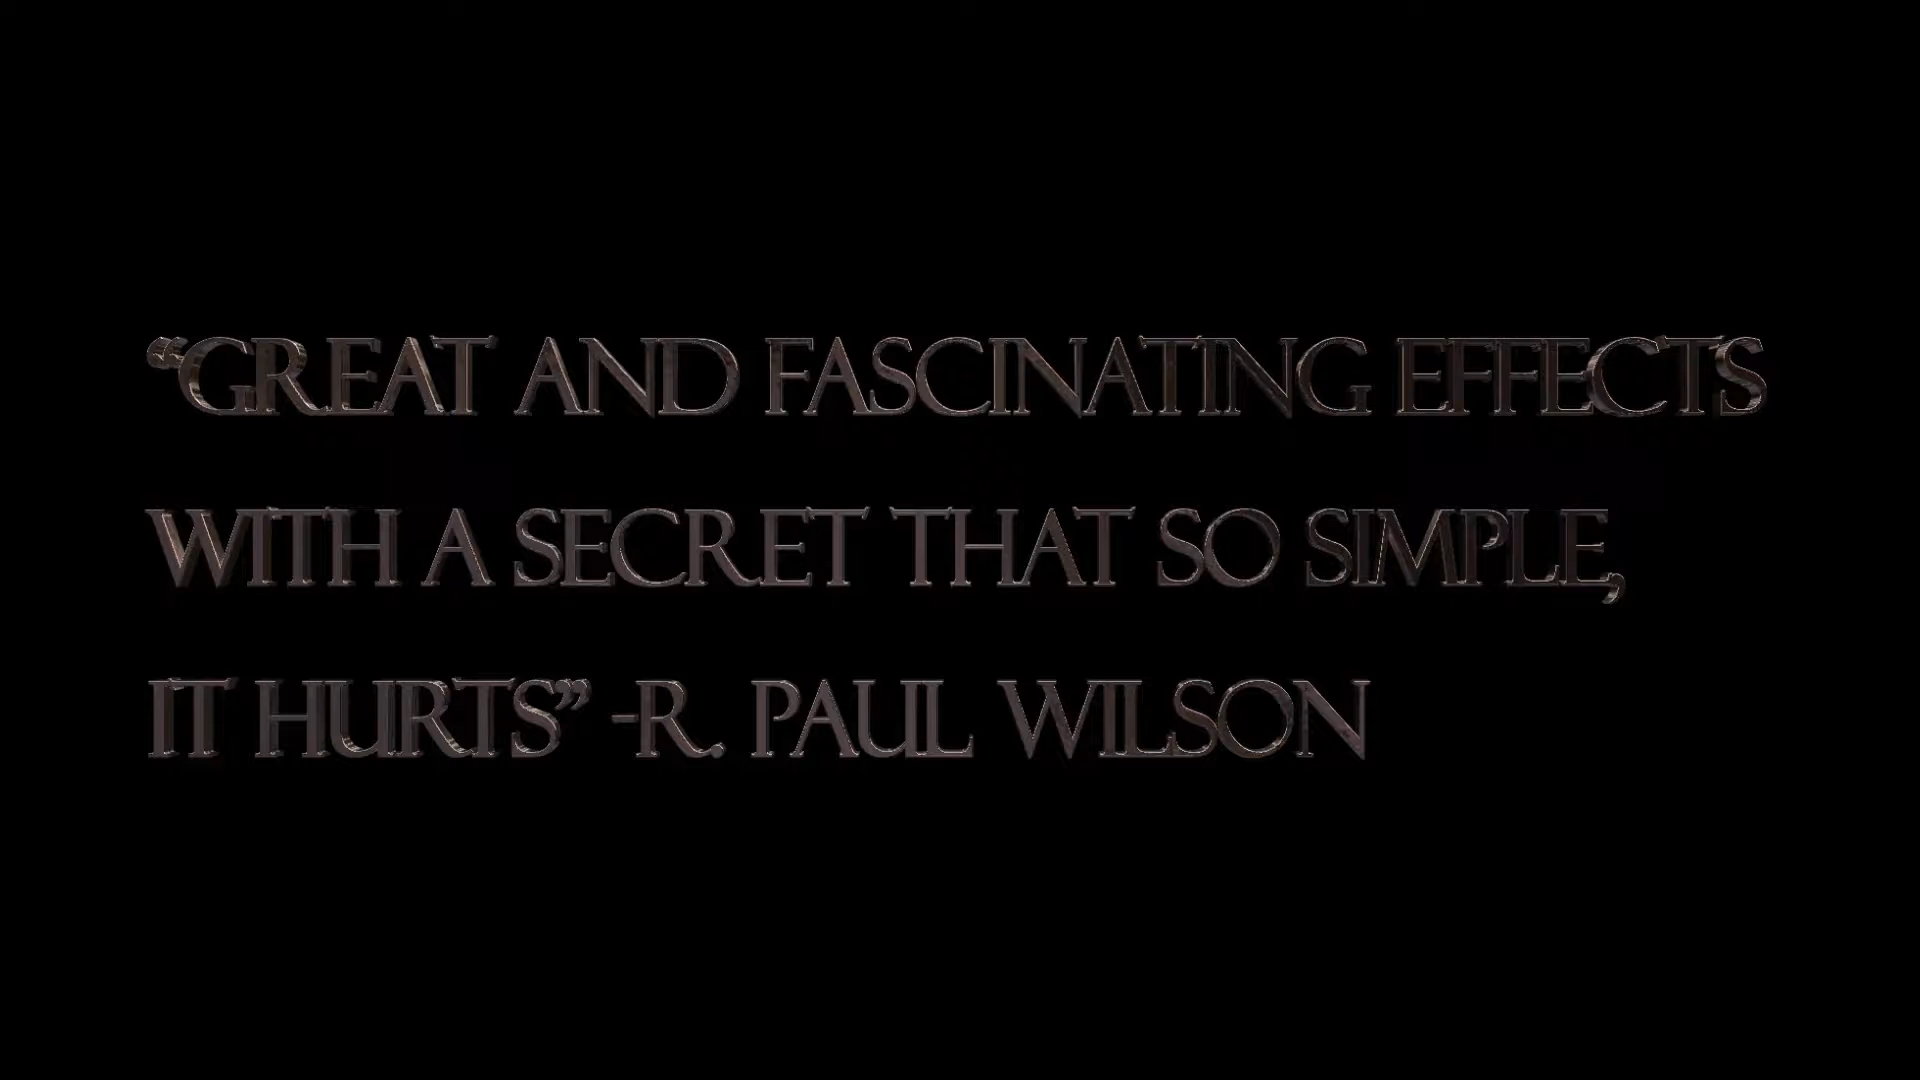 “GREAT AND FASCINATING EFFECTS
WITH A SECRET THAT SO SIMPLE,
IT HURTS” -R. PAUL WILSON